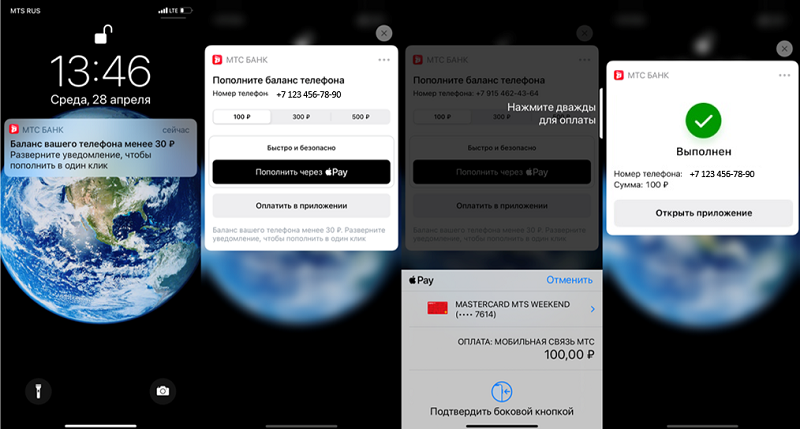 MTS RUS
LTE
13:46
Среда, 28 апреля
МТС БАНК
сейчас
Баланс вашего телефона менее 30 ₽
Разверните уведомление, чтобы
пополнить в один клик
МТС БАНК
Пополните баланс телефона
Номер телефон +7 123 456-78-90
100 ₽ 300 ₽ 500 ₽
Быстро и безопасно
Пополнить через Pay
Оплатить в приложении
Баланс вашего телефона менее 30 ₽. Разверните
уведомление, чтобы пополнить в один клик
МТС БАНК
Пополните баланс телефона
Номер телефона: +7 915 462-43-64
Нажмите дважды
для оплаты
100 ₽ 300 ₽ 500 ₽
Быстро и безопасно
Пополнить через Pay
Оплатить в приложении
Баланс вашего телефона менее 30 ₽. Разверните
уведомление, чтобы пополнить в один клик
Pay
Отменить
MASTERCARD MTS WEEKEND
(•••• 7614)
ОПЛАТА: МОБИЛЬНАЯ СВЯЗЬ МТС
100,00 ₽
Подтвердить боковой кнопкой
МТС БАНК
Выполнен
Номер телефона: +7 123 456-78-90
Сумма: 100 ₽
Открыть приложение